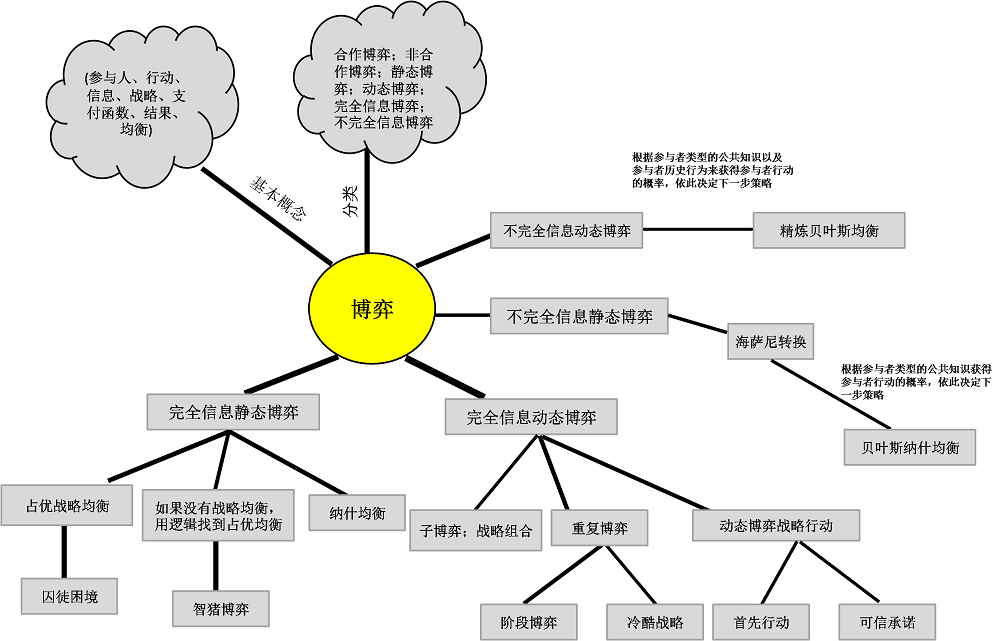 (参与人、行动、
信息、战略、支
付函数、结果、
均衡)
合作博弈；非合
作博弈；静态博
弈；动态博弈；
完全信息博弈；
不完全信息博弈
基本概念
分类
博弈
根据参与者类型的公共知识以及
参与者历史行为来获得参与者行动
的概率，依此决定下一步策略
不完全信息动态博弈
精炼贝叶斯均衡
不完全信息静态博弈
海萨尼转换
根据参与者类型的公共知识获得
参与者行动的概率，依此决定下
一步策略
贝叶斯纳什均衡
完全信息静态博弈
完全信息动态博弈
占优战略均衡
如果没有战略均衡，
用逻辑找到占优均衡
纳什均衡
子博弈；战略组合
重复博弈
动态博弈战略行动
囚徒困境
智猪博弈
阶段博弈
冷酷战略
首先行动
可信承诺